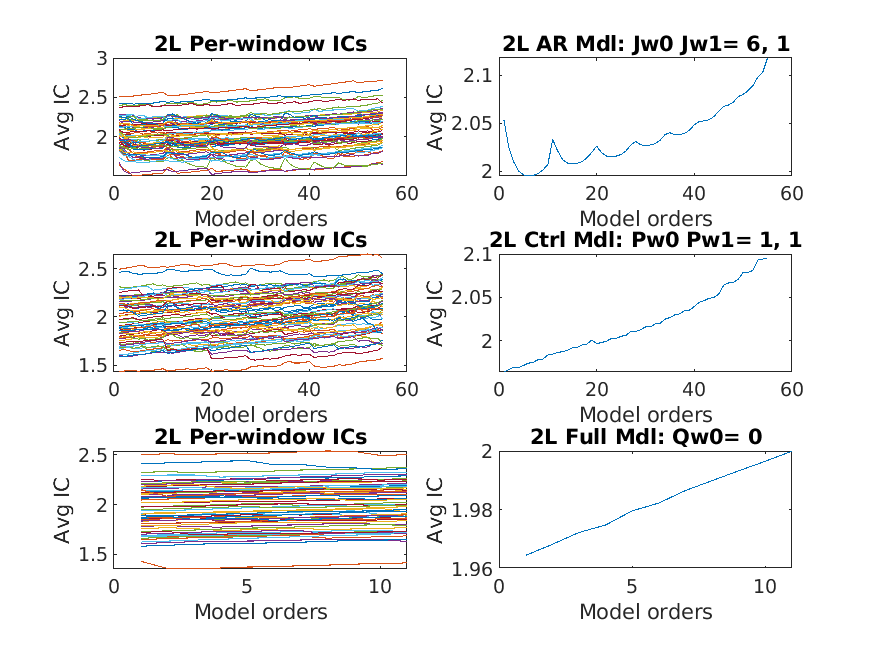 2L Per-window ICs
3
2.5
2
Avg IC
0 20 40 60
Model orders
2L AR Mdl: Jw0 Jw1= 6, 1
2.1
2.05
2
Avg IC
0 20 40 60
Model orders
2L Per-window ICs
2.5
2
1.5
Avg IC
0 20 40 60
Model orders
2L Ctrl Mdl: Pw0 Pw1= 1, 1
2.1
2.05
2
Avg IC
0 20 40 60
Model orders
2L Per-window ICs
2.5
2
1.5
Avg IC
0 5 10
Model orders
2L Full Mdl: Qw0= 0
2
1.98
1.96
Avg IC
0 5 10
Model orders